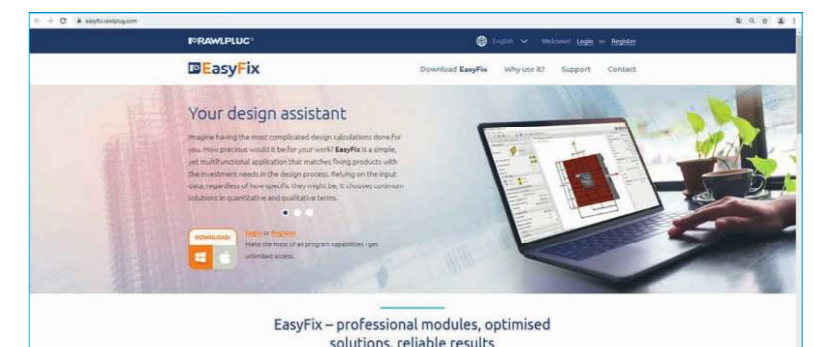 easyfix.rawlplug.com
RAWLPLUG®
English Welcome! Login or Register
EasyFix
Download EasyFix Why use it? Support Contact
Your design assistant
Imagine having the most complicated design calculations done for
you. How precious would it be for your work? EasyFix is a simple,
yet multifunctional application that matches fixing products with
the investment needs in the design process. Relying on the input
data, regardless of how specific they might be, it chooses optimum
solutions in quantitative and qualitative terms.
DOWNLOAD:
Login or Register
Make the most of all program capabilities - get
unlimited access.
EasyFix – professional modules, optimised
solutions, reliable results